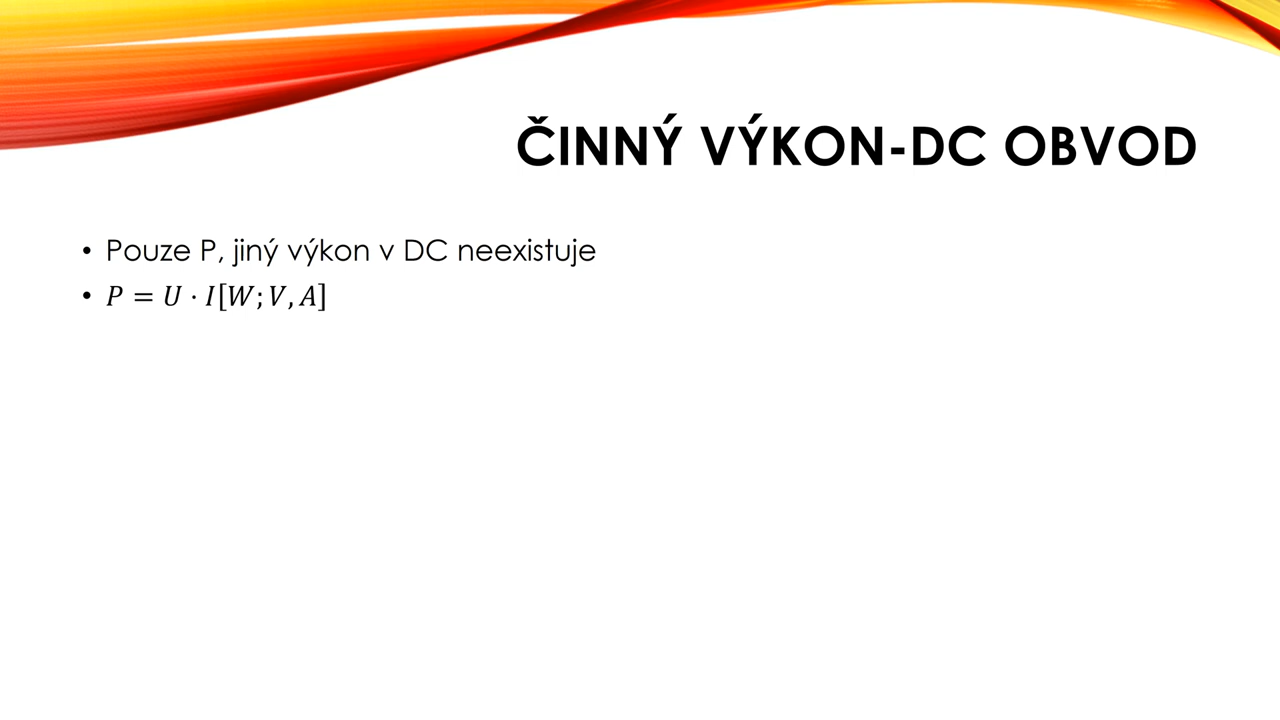 ČINNÝ VÝKON-DC OBVOD
• Pouze P, jiný výkon v DC neexistuje
• P = U · I[W; V, A]